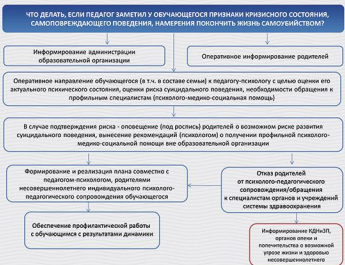 ЧТО ДЕЛАТЬ, ЕСЛИ ПЕДАГОГ ЗАМЕТИЛ У ОБУЧАЮЩЕГОСЯ ПРИЗНАКИ КРИЗИСНОГО СОСТОЯНИЯ,
САМОПОВРЕЖДАЮЩЕГО ПОВЕДЕНИЯ, НАМЕРЕНИЯ ПОКОНЧИТЬ ЖИЗНЬ САМОУБИЙСТВОМ?
Информирование администрации
образовательной организации
Оперативное информирование родителей
Оперативное направление обучающегося (в т.ч. в составе семьи) к педагогу-психологу с целью оценки его
актуального психического состояния, оценки риска суицидального поведения, необходимости обращения к
профильным специалистам (психолого-медико-социальная помощь)
В случае подтверждения риска - оповещение (под роспись) родителей о возможном риске развития
суицидального поведения, вынесение рекомендаций (психологом) о получении профильной психолого-
медико-социальной помощи вне образовательной организации
Формирование и реализация плана совместно с
педагогом-психологом, родителями
несовершеннолетнего индивидуального психолого-
педагогического сопровождения обучающегося
Отказ родителей
от психолого-педагогического
сопровождения/обращения
к специалистам органов и учреждений
системы здравоохранения
Обеспечение профилактической работы
с обучающимся с результатами динамики
Информирование КДНиЗП,
органов опеки и
попечительства о возможной
угрозе жизни и здоровью
несовершеннолетнего